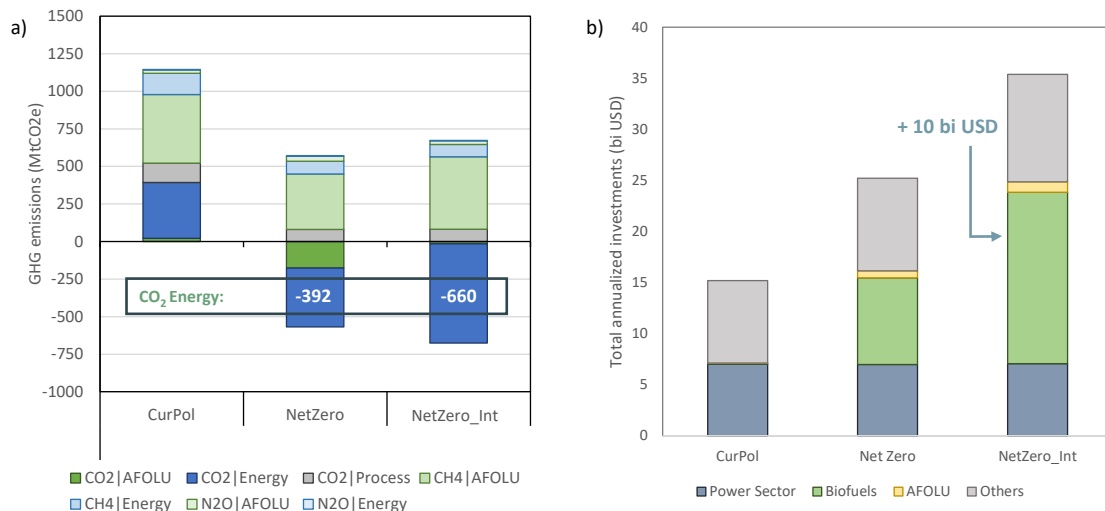 a)
GHG emissions (MtCO2e)
1500
1250
1000
750
500
250
0
-250
-500
-750
-1000
CO₂ Energy:
-392
-660
CurPol
NetZero
NetZero_Int
CO2|AFOLU
CO2|Energy
CO2|Process
CH4|AFOLU
CH4|Energy
N2O|AFOLU
N2O|Energy
b)
Total annualized investments (bi USD)
40
35
30
25
20
15
10
5
0
+ 10 bi USD
CurPol
Net Zero
NetZero_Int
Power Sector
Biofuels
AFOLU
Others